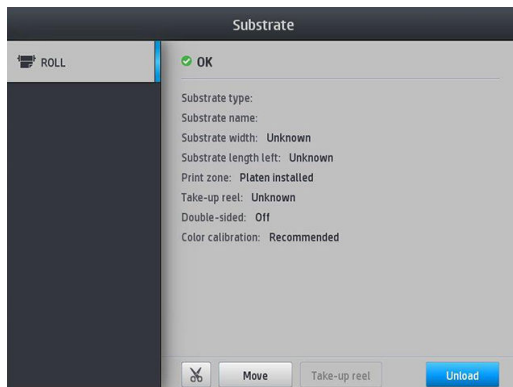 Substrate
ROLL
OK
Substrate type:
Substrate name:
Substrate width: Unknown
Substrate length left: Unknown
Print zone: Platen installed
Take-up reel: Unknown
Double-sided: Off
Color calibration: Recommended
Move Take-up reel Unload